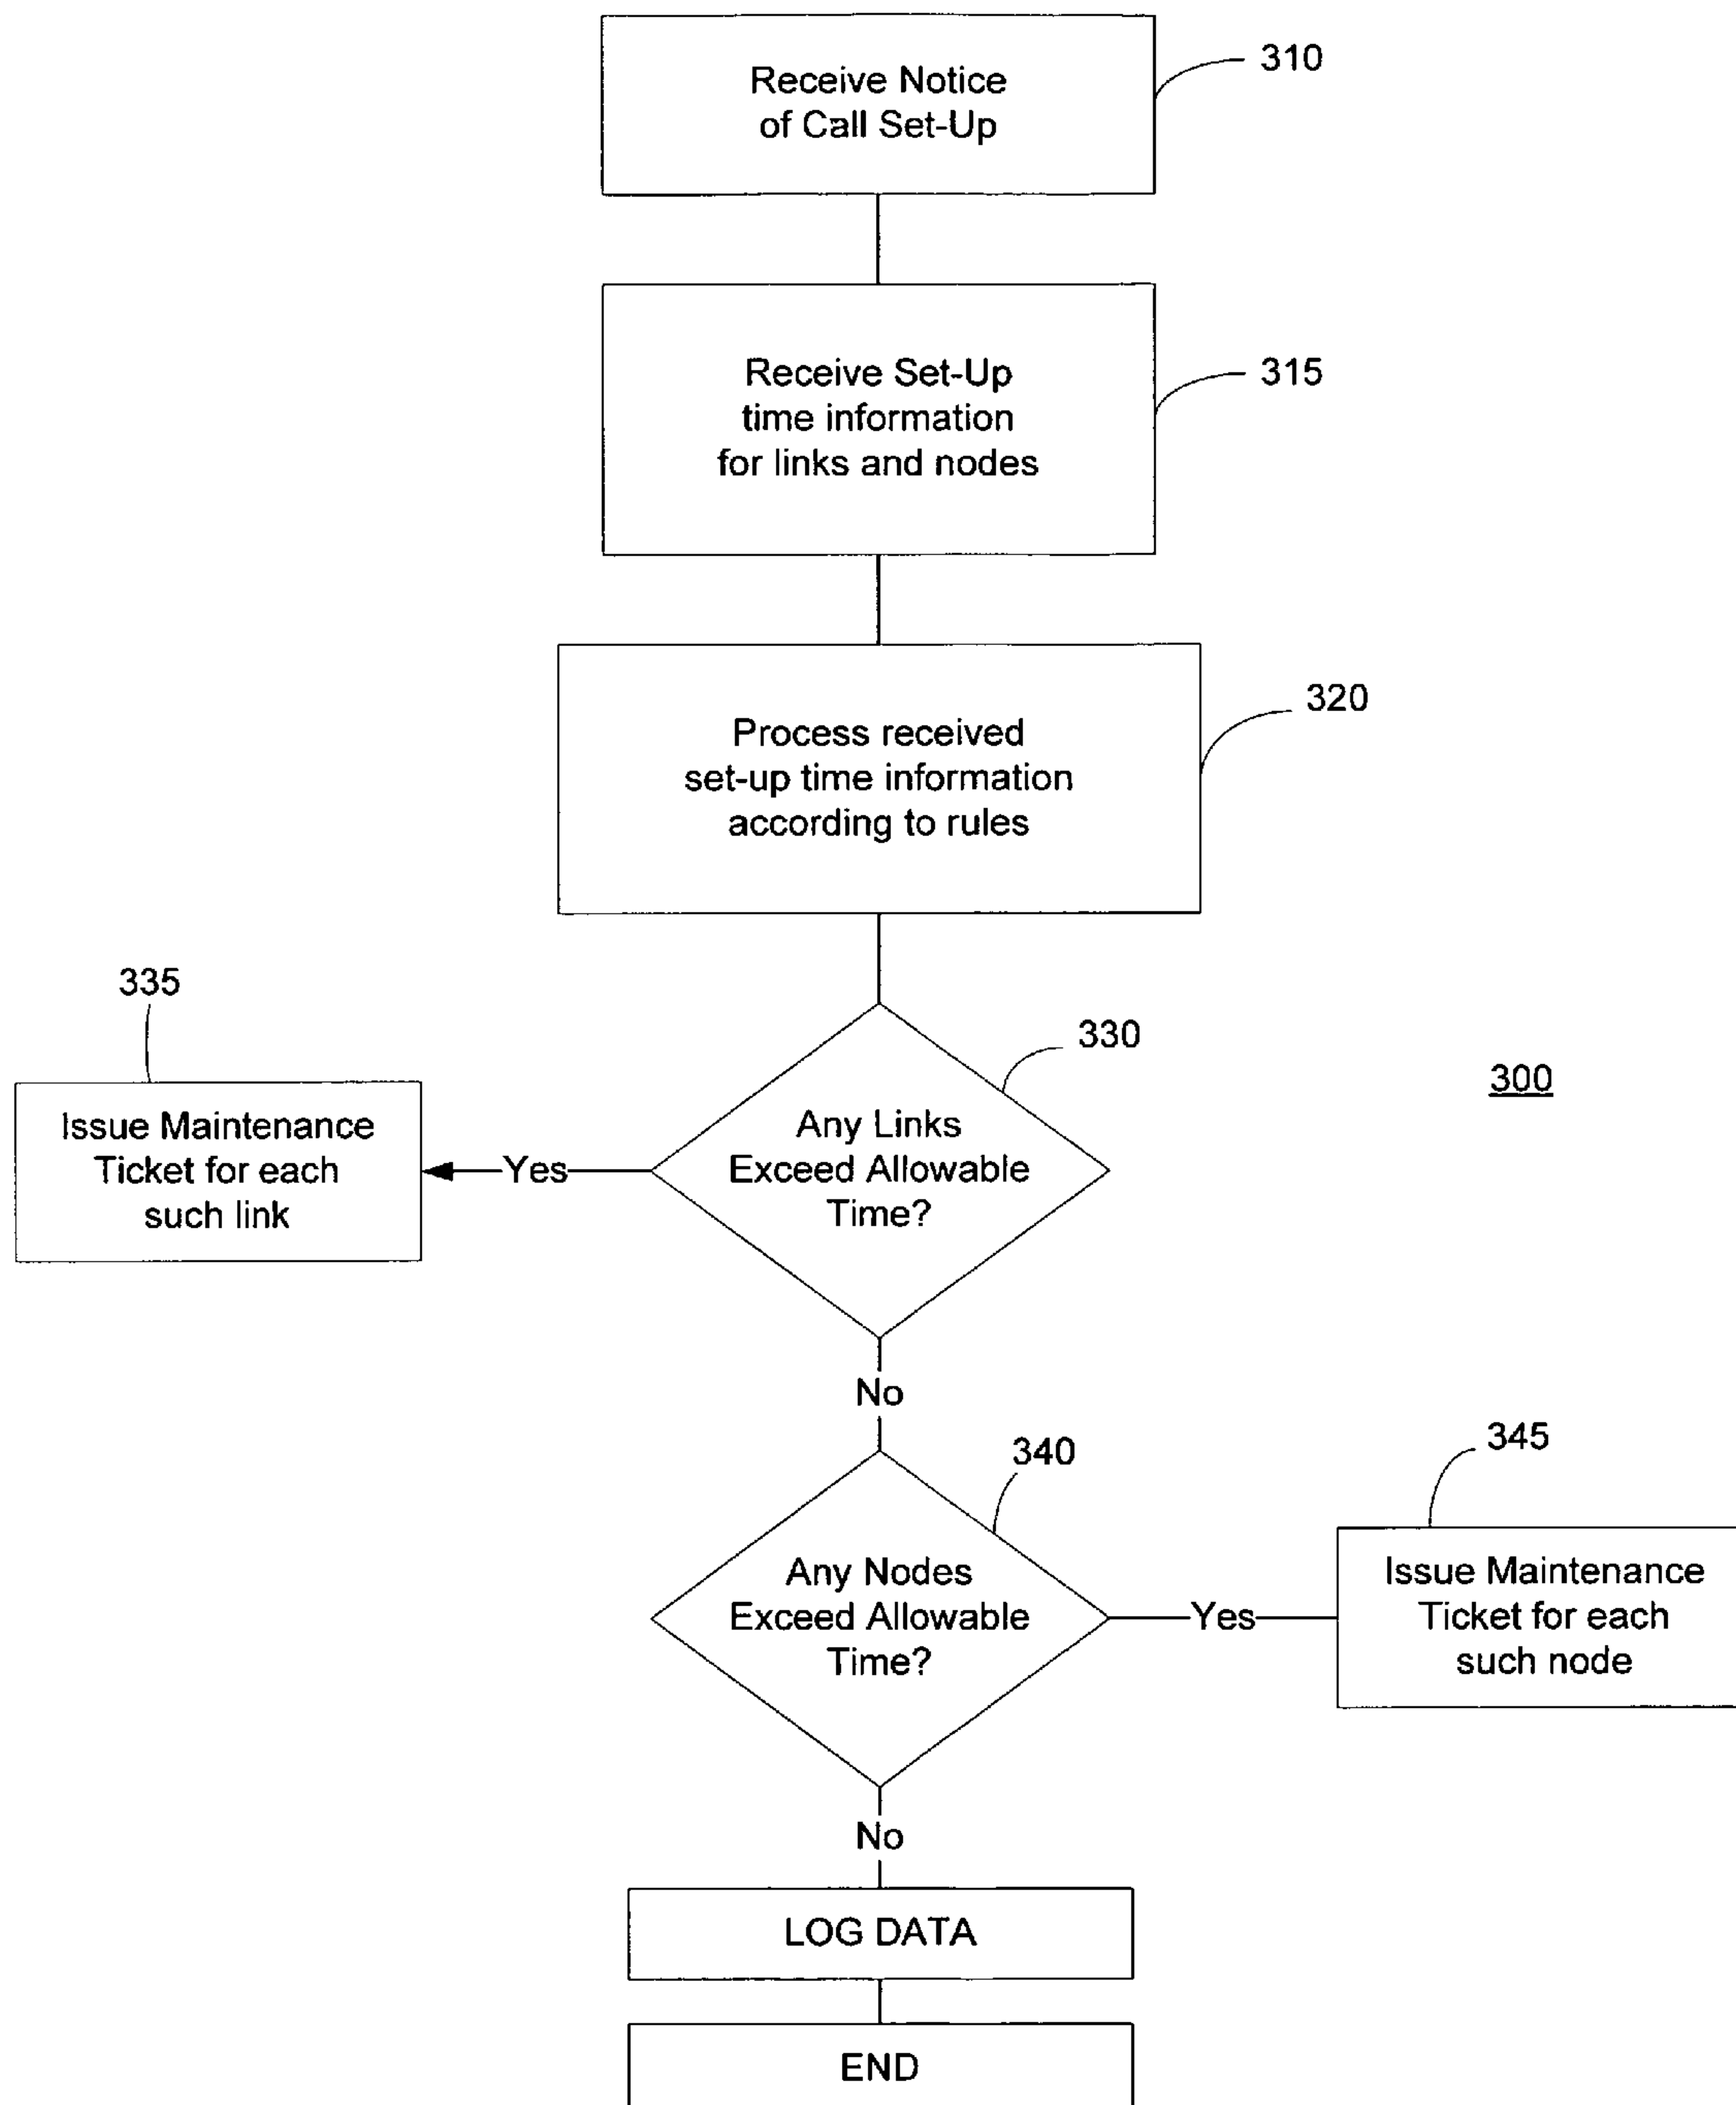 Receive Notice
of Call Set-Up
310
Receive Set-Up
time information
for links and nodes
315
Process received
set-up time information
according to rules
320
335
Issue Maintenance
Ticket for each
such link
Yes
Any Links
Exceed Allowable
Time?
330
300
No
Any Nodes
Exceed Allowable
Time?
340
Yes
345
Issue Maintenance
Ticket for each
such node
No
LOG DATA
END